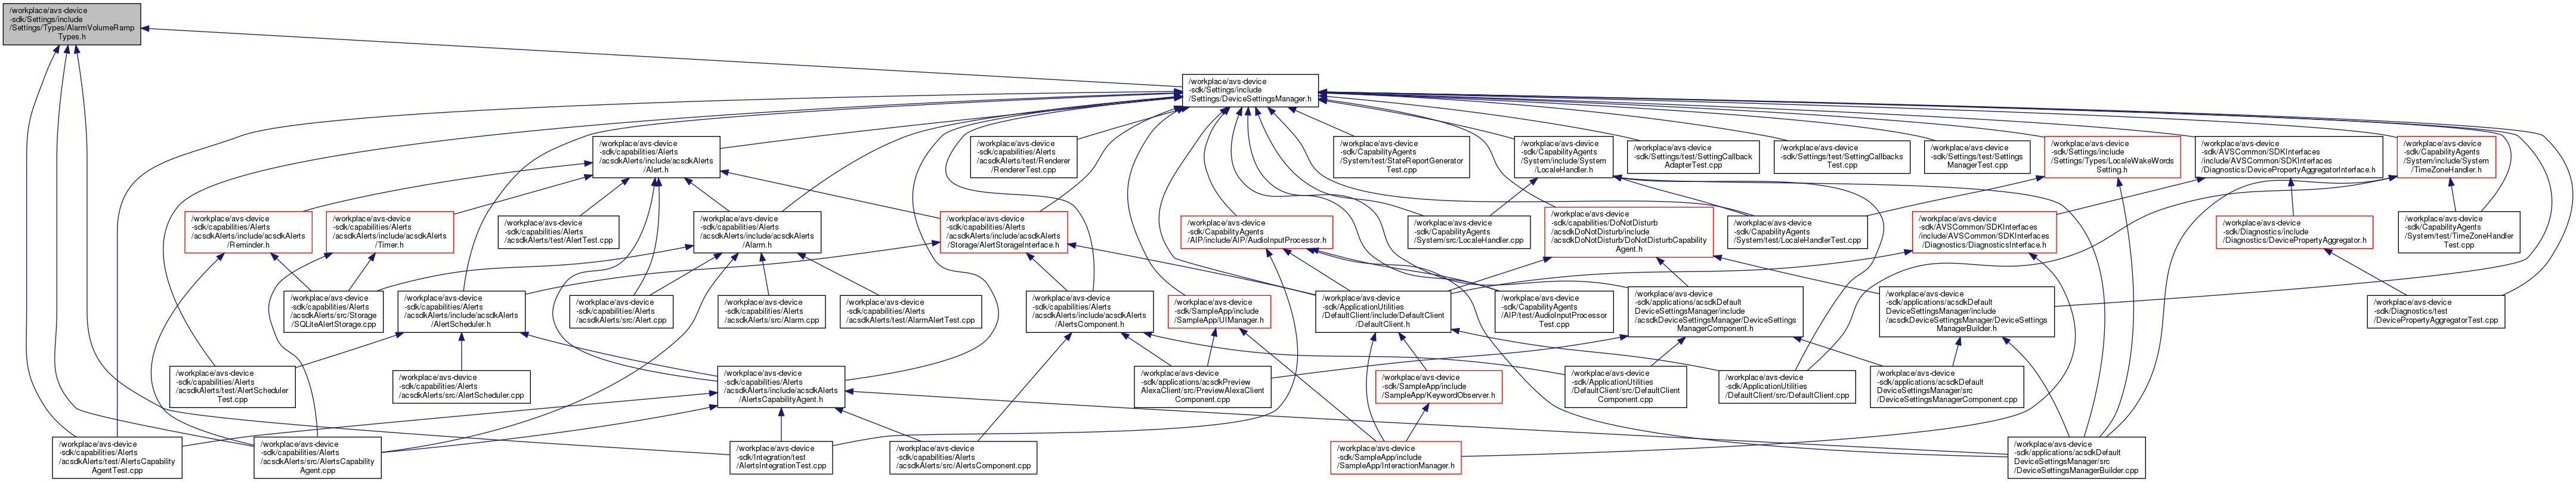 /workplace/avs-device
-sdk/Settings/include
/Settings/Types/AlarmVolumeRamp
Types.h
/workplace/avs-device
-sdk/Settings/include
/Settings/DeviceSettingsManager.h
/workplace/avs-device
-sdk/capabilities/Alerts
/acsdkAlerts/include/acsdkAlerts
/Alert.h
/workplace/avs-device
-sdk/capabilities/Alerts
/acsdkAlerts/test/Renderer
/RendererTest.cpp
/workplace/avs-device
-sdk/CapabilityAgents
/System/test/StateReportGenerator
Test.cpp
/workplace/avs-device
-sdk/CapabilityAgents
/System/include/System
/LocaleHandler.h
/workplace/avs-device
-sdk/Settings/test/SettingCallback
AdapterTest.cpp
/workplace/avs-device
-sdk/Settings/test/SettingCallbacks
Test.cpp
/workplace/avs-device
-sdk/Settings/test/Settings
ManagerTest.cpp
/workplace/avs-device
-sdk/Settings/include
/Settings/Types/LocaleWakeWords
Setting.h
/workplace/avs-device
-sdk/AVSCommon/SDKInterfaces
/include/AVSCommon/SDKInterfaces
/Diagnostics/DevicePropertyAggregatorInterface.h
/workplace/avs-device
-sdk/CapabilityAgents
/System/include/System
/TimeZoneHandler.h
/workplace/avs-device
-sdk/capabilities/Alerts
/acsdkAlerts/include/acsdkAlerts
/Reminder.h
/workplace/avs-device
-sdk/capabilities/Alerts
/acsdkAlerts/include/acsdkAlerts
/Timer.h
/workplace/avs-device
-sdk/capabilities/Alerts
/acsdkAlerts/test/AlertTest.cpp
/workplace/avs-device
-sdk/capabilities/Alerts
/acsdkAlerts/include/acsdkAlerts
/Alarm.h
/workplace/avs-device
-sdk/capabilities/Alerts
/acsdkAlerts/include/acsdkAlerts
/Storage/AlertStorageInterface.h
/workplace/avs-device
-sdk/CapabilityAgents
/AIP/include/AIP/AudioInputProcessor.h
/workplace/avs-device
-sdk/CapabilityAgents
/System/src/LocaleHandler.cpp
/workplace/avs-device
-sdk/capabilities/DoNotDisturb
/acsdkDoNotDisturb/include
/acsdkDoNotDisturb/DoNotDisturbCapability
Agent.h
/workplace/avs-device
-sdk/CapabilityAgents
/System/test/LocaleHandlerTest.cpp
/workplace/avs-device
-sdk/AVSCommon/SDKInterfaces
/include/AVSCommon/SDKInterfaces
/Diagnostics/DiagnosticsInterface.h
/workplace/avs-device
-sdk/Diagnostics/include
/Diagnostics/DevicePropertyAggregator.h
/workplace/avs-device
-sdk/CapabilityAgents
/System/test/TimeZoneHandler
Test.cpp
/workplace/avs-device
-sdk/capabilities/Alerts
/acsdkAlerts/src/Storage
/SQLiteAlertStorage.cpp
/workplace/avs-device
-sdk/capabilities/Alerts
/acsdkAlerts/include/acsdkAlerts
/AlertScheduler.h
/workplace/avs-device
-sdk/capabilities/Alerts
/acsdkAlerts/src/Alert.cpp
/workplace/avs-device
-sdk/capabilities/Alerts
/acsdkAlerts/src/Alarm.cpp
/workplace/avs-device
-sdk/capabilities/Alerts
/acsdkAlerts/test/AlarmAlertTest.cpp
/workplace/avs-device
-sdk/capabilities/Alerts
/acsdkAlerts/include/acsdkAlerts
/AlertsComponent.h
/workplace/avs-device
-sdk/SampleApp/include
/SampleApp/UIManager.h
/workplace/avs-device
-sdk/ApplicationUtilities
/DefaultClient/include/DefaultClient
/DefaultClient.h
/workplace/avs-device
-sdk/CapabilityAgents
/AIP/test/AudioInputProcessor
Test.cpp
/workplace/avs-device
-sdk/applications/acsdkDefault
DeviceSettingsManager/include
/acsdkDeviceSettingsManager/DeviceSettings
ManagerComponent.h
/workplace/avs-device
-sdk/applications/acsdkDefault
DeviceSettingsManager/include
/acsdkDeviceSettingsManager/DeviceSettings
ManagerBuilder.h
/workplace/avs-device
-sdk/Diagnostics/test
/DevicePropertyAggregatorTest.cpp
/workplace/avs-device
-sdk/capabilities/Alerts
/acsdkAlerts/test/AlertScheduler
Test.cpp
/workplace/avs-device
-sdk/capabilities/Alerts
/acsdkAlerts/src/AlertScheduler.cpp
/workplace/avs-device
-sdk/capabilities/Alerts
/acsdkAlerts/include/acsdkAlerts
/AlertsCapabilityAgent.h
/workplace/avs-device
-sdk/applications/acsdkPreview
AlexaClient/src/PreviewAlexaClient
Component.cpp
/workplace/avs-device
-sdk/SampleApp/include
/SampleApp/KeywordObserver.h
/workplace/avs-device
-sdk/ApplicationUtilities
/DefaultClient/src/DefaultClient
Component.cpp
/workplace/avs-device
-sdk/ApplicationUtilities
/DefaultClient/src/DefaultClient.cpp
/workplace/avs-device
-sdk/applications/acsdkDefault
DeviceSettingsManager/src
/DeviceSettingsManagerComponent.cpp
/workplace/avs-device
-sdk/capabilities/Alerts
/acsdkAlerts/test/AlertsCapability
AgentTest.cpp
/workplace/avs-device
-sdk/capabilities/Alerts
/acsdkAlerts/src/AlertsCapability
Agent.cpp
/workplace/avs-device
-sdk/Integration/test
/AlertsIntegrationTest.cpp
/workplace/avs-device
-sdk/capabilities/Alerts
/acsdkAlerts/src/AlertsComponent.cpp
/workplace/avs-device
-sdk/SampleApp/include
/SampleApp/InteractionManager.h
/workplace/avs-device
-sdk/applications/acsdkDefault
DeviceSettingsManager/src
/DeviceSettingsManagerBuilder.cpp